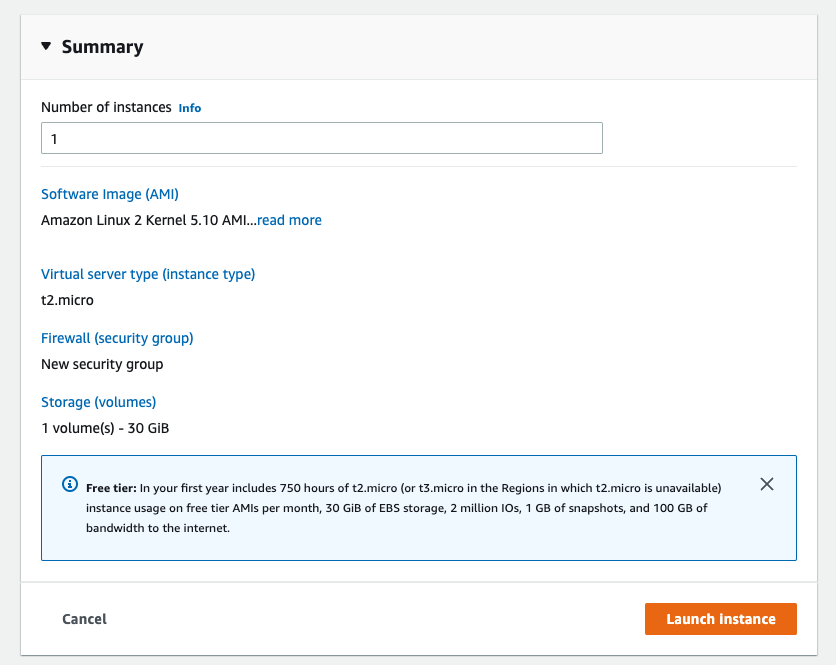 Summary
Number of instances Info
1
Software Image (AMI)
Amazon Linux 2 Kernel 5.10 AMI...read more
Virtual server type (instance type)
t2.micro
Firewall (security group)
New security group
Storage (volumes)
1 volume(s) - 30 GiB
Free tier: In your first year includes 750 hours of t2.micro (or t3.micro in the Regions in which t2.micro is unavailable)
instance usage on free tier AMIs per month, 30 GiB of EBS storage, 2 million IOs, 1 GB of snapshots, and 100 GB of
bandwidth to the internet.
Cancel
Launch instance